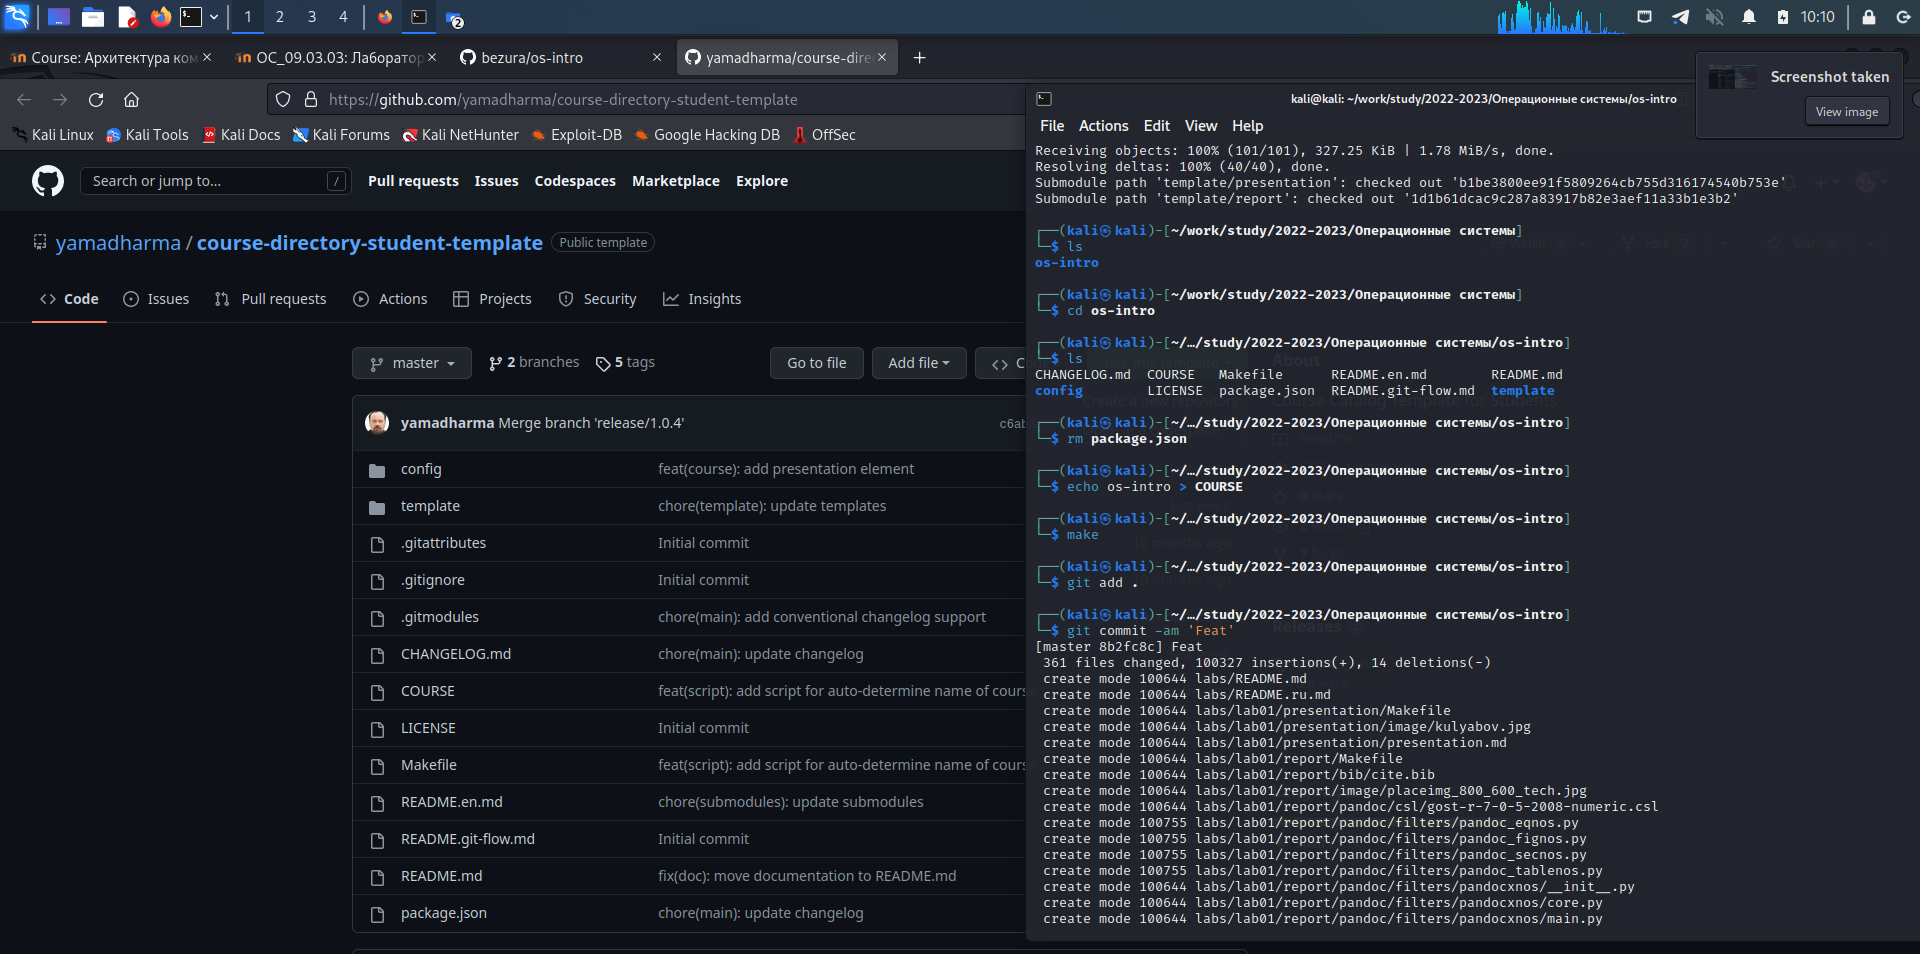 1 2 3 4 2 10:10
Course: Архитектура ком ОС_09.03.03: Лаборатор bezura/os-intro yamadharma/course-dire
Screenshot taken
View image
https://github.com/yamadharma/course-directory-student-template
Kali Linux Kali Tools Kali Docs Kali Forums Kali NetHunter Exploit-DB Google Hacking DB OffSec
Search or jump to... / Pull requests Issues Codespaces Marketplace Explore
yamadharma / course-directory-student-template Public template
Code Issues Pull requests Actions Projects Security Insights
master 2 branches 5 tags Go to file Add file C
yamadharma Merge branch 'release/1.0.4' c6ab
config feat(course): add presentation element
template chore(template): update templates
.gitattributes Initial commit
.gitignore Initial commit
.gitmodules chore(main): add conventional changelog support
CHANGELOG.md chore(main): update changelog
COURSE feat(script): add script for auto-determine name of course
LICENSE Initial commit
Makefile feat(script): add script for auto-determine name of course
README.en.md chore(submodules): update submodules
README.git-flow.md Initial commit
README.md fix(doc): move documentation to README.md
package.json chore(main): update changelog
kali@kali: ~/work/study/2022-2023/Операционные системы/os-intro
File Actions Edit View Help
Receiving objects: 100% (101/101), 327.25 KiB | 1.78 MiB/s, done.
Resolving deltas: 100% (40/40), done.
Submodule path 'template/presentation': checked out 'b1be3800ee91f5809264cb755d316174540b753e'
Submodule path 'template/report': checked out '1d1b61dcac9c287a83917b82e3aef11a33b1e3b2'
┌──(kali㉿kali)-[~/work/study/2022-2023/Операционные системы]
└─$ ls
os-intro
┌──(kali㉿kali)-[~/work/study/2022-2023/Операционные системы]
└─$ cd os-intro
┌──(kali㉿kali)-[~/…/study/2022-2023/Операционные системы/os-intro]
└─$ ls
CHANGELOG.md COURSE Makefile README.en.md README.md
config LICENSE package.json README.git-flow.md template
┌──(kali㉿kali)-[~/…/study/2022-2023/Операционные системы/os-intro]
└─$ rm package.json
┌──(kali㉿kali)-[~/…/study/2022-2023/Операционные системы/os-intro]
└─$ echo os-intro > COURSE
┌──(kali㉿kali)-[~/…/study/2022-2023/Операционные системы/os-intro]
└─$ make
┌──(kali㉿kali)-[~/…/study/2022-2023/Операционные системы/os-intro]
└─$ git add .
┌──(kali㉿kali)-[~/…/study/2022-2023/Операционные системы/os-intro]
└─$ git commit -am 'Feat'
[master 8b2fc8c] Feat
361 files changed, 100327 insertions(+), 14 deletions(-)
create mode 100644 labs/README.md
create mode 100644 labs/README.ru.md
create mode 100644 labs/lab01/presentation/Makefile
create mode 100644 labs/lab01/presentation/image/kulyabov.jpg
create mode 100644 labs/lab01/presentation/presentation.md
create mode 100644 labs/lab01/report/Makefile
create mode 100644 labs/lab01/report/bib/cite.bib
create mode 100644 labs/lab01/report/image/placeimg_800_600_tech.jpg
create mode 100644 labs/lab01/report/pandoc/csl/gost-r-7-0-5-2008-numeric.csl
create mode 100755 labs/lab01/report/pandoc/filters/pandoc_eqnos.py
create mode 100755 labs/lab01/report/pandoc/filters/pandoc_fignos.py
create mode 100755 labs/lab01/report/pandoc/filters/pandoc_secnos.py
create mode 100755 labs/lab01/report/pandoc/filters/pandoc_tablenos.py
create mode 100644 labs/lab01/report/pandoc/filters/pandocxnos/__init__.py
create mode 100644 labs/lab01/report/pandoc/filters/pandocxnos/core.py
create mode 100644 labs/lab01/report/pandoc/filters/pandocxnos/main.py